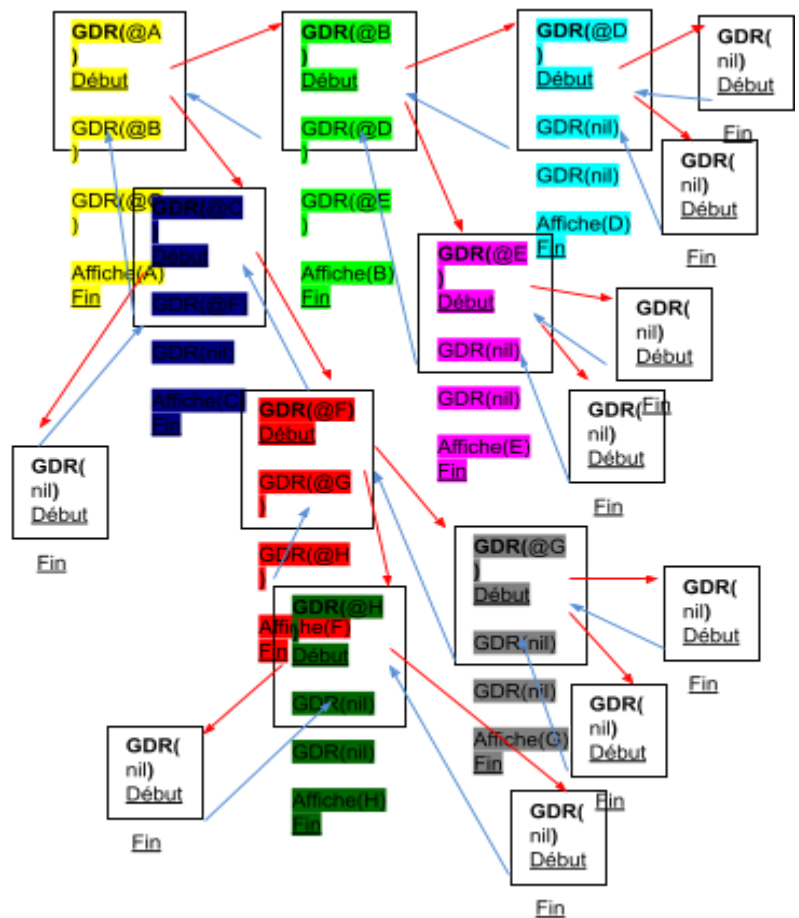 GDR(@A
)
Début
GDR(@B
)
GDR(@C
)
Affiche(A)
Fin
GDR(@B
)
Début
GDR(@D
)
GDR(@E
)
Affiche(B)
Fin
GDR(@D
)
Début
GDR(nil)
GDR(nil)
Affiche(D)
Fin
GDR(
nil)
Début
Fin
GDR(
nil)
Début
Fin
GDR(@C
)
Début
GDR(@F)
GDR(nil)
Affiche(C)
Fin
GDR(@E
)
Début
GDR(nil)
GDR(nil)
Affiche(E)
Fin
GDR(
nil)
Début
Fin
GDR(
nil)
Début
Fin
GDR(
nil)
Début
Fin
GDR(@F)
Début
GDR(@G
)
GDR(@H
)
Affiche(F)
Fin
GDR(@G
)
Début
GDR(nil)
GDR(nil)
Affiche(G)
Fin
GDR(
nil)
Début
Fin
GDR(
nil)
Début
Fin
GDR(@H
)
Début
GDR(nil)
GDR(nil)
Affiche(H)
Fin
GDR(
nil)
Début
Fin
GDR(
nil)
Début
Fin